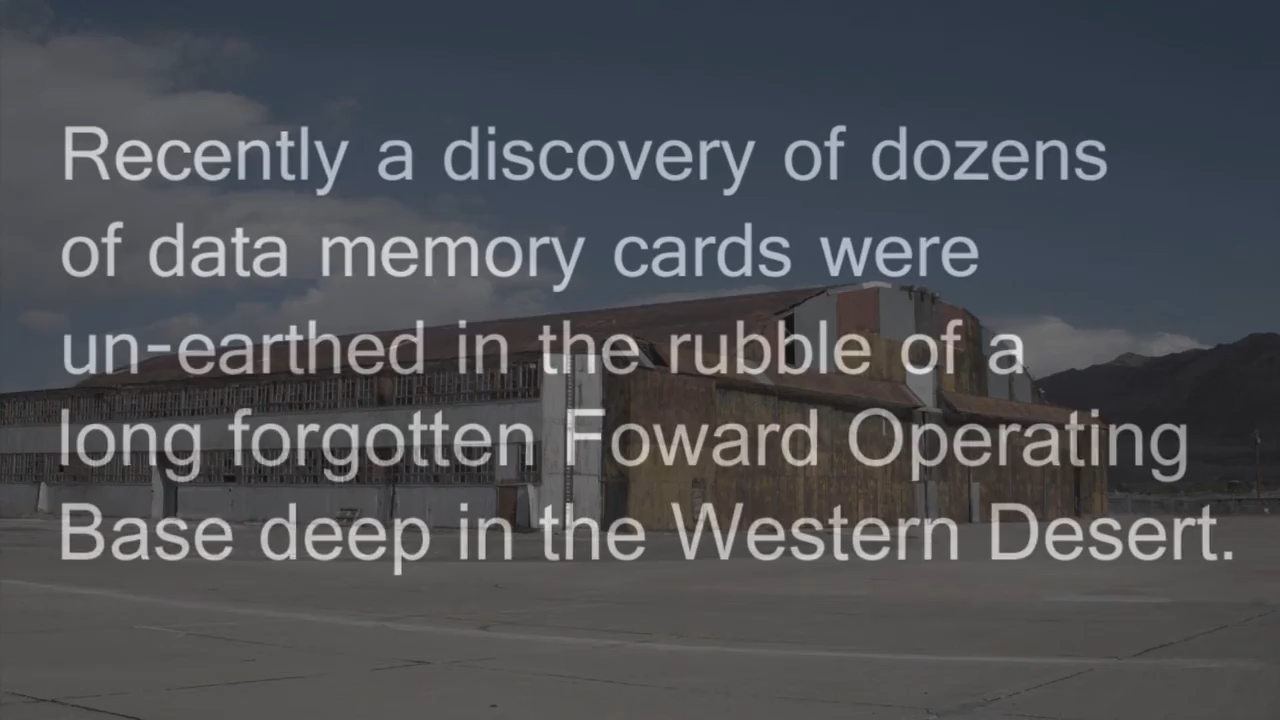 Recently a discovery of dozens
of data memory cards were
un-earthed in the rubble of a
long forgotten Foward Operating
Base deep in the Western Desert.